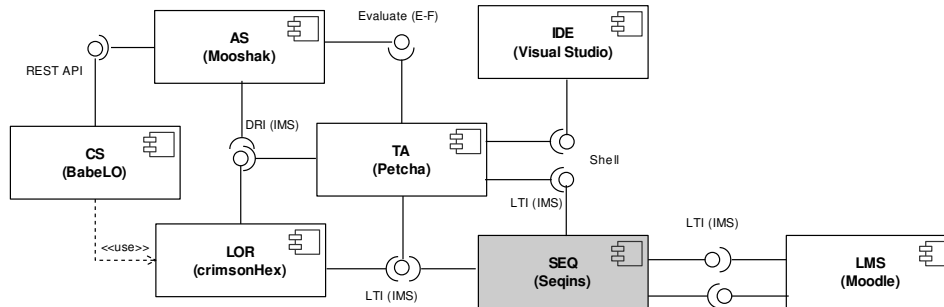 AS
(Mooshak)
Evaluate (E-F)
IDE
(Visual Studio)
REST API
DRI (IMS)
CS
(BabeLO)
TA
(Petcha)
Shell
LTI (IMS)
<<use>>
LOR
(crimsonHex)
LTI (IMS)
SEQ
(Seqins)
LTI (IMS)
LMS
(Moodle)